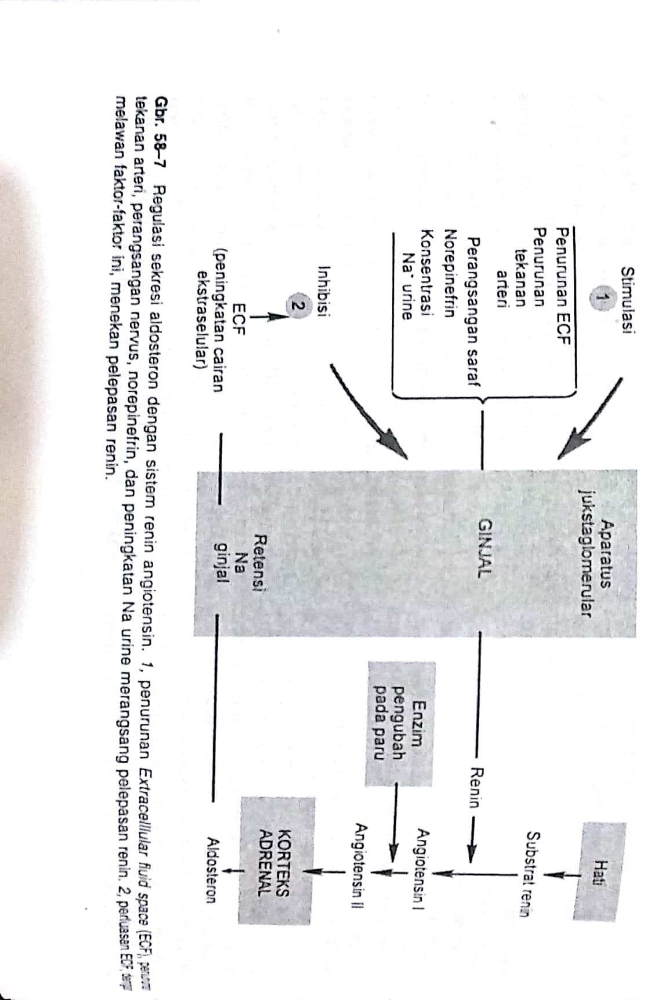 Stimulasi
1
Penurunan ECF
Penurunan
tekanan
arteri
Perangsangan saraf
Norepinefrin
Konsentrasi
Na⁺ urine
Inhibisi
2
ECF
(peningkatan cairan
ekstraselular)
Aparatus
jukstaglomerular
GINJAL
Retensi
Na
ginjal
Enzim
pengubah
pada paru
Renin
Hati
Substrat renin
Angiotensin I
Angiotensin II
KORTEKS
ADRENAL
Aldosteron
Gbr. 58–7 Regulasi sekresi aldosteron dengan sistem renin angiotensin. 1, penurunan Extracelllular fluid space (ECF),
tekanan arteri, perangsangan nervus, norepinefrin, dan peningkatan Na urine merangsang pelepasan renin. 2, perluasan ECF,
melawan faktor-faktor ini, menekan pelepasan renin.